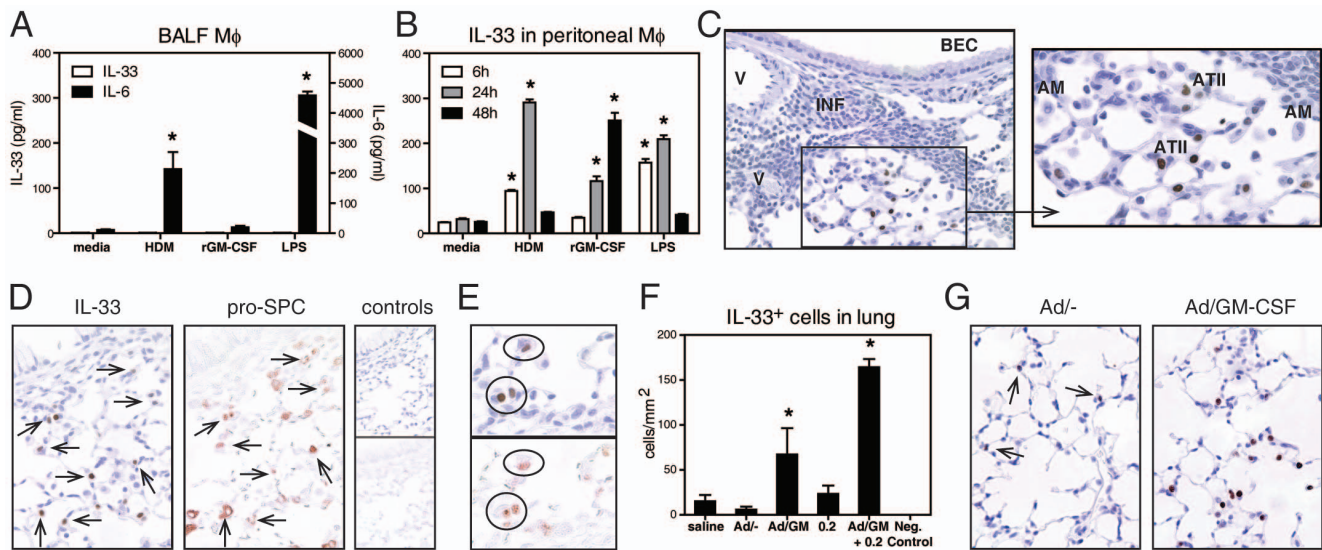 A
BALF Mϕ
IL-33 (pg/ml)
400
300
200
100
0
IL-33
IL-6
*
*
6000
5000
4000
300
200
100
0
IL-6 (pg/ml)
media HDM rGM-CSF LPS
B
IL-33 in peritoneal Mϕ
400
300
200
100
0
6h
24h
48h
* * * * * *
media HDM rGM-CSF LPS
C
BEC
V
INF
V
AM
ATII
AM
ATII
D
IL-33 pro-SPC controls
E
F
IL-33+ cells in lung
cells/mm2
200
150
100
50
0
*
*
saline Ad/- Ad/GM 0.2 Ad/GM Neg.
+ 0.2 Control
G
Ad/- Ad/GM-CSF